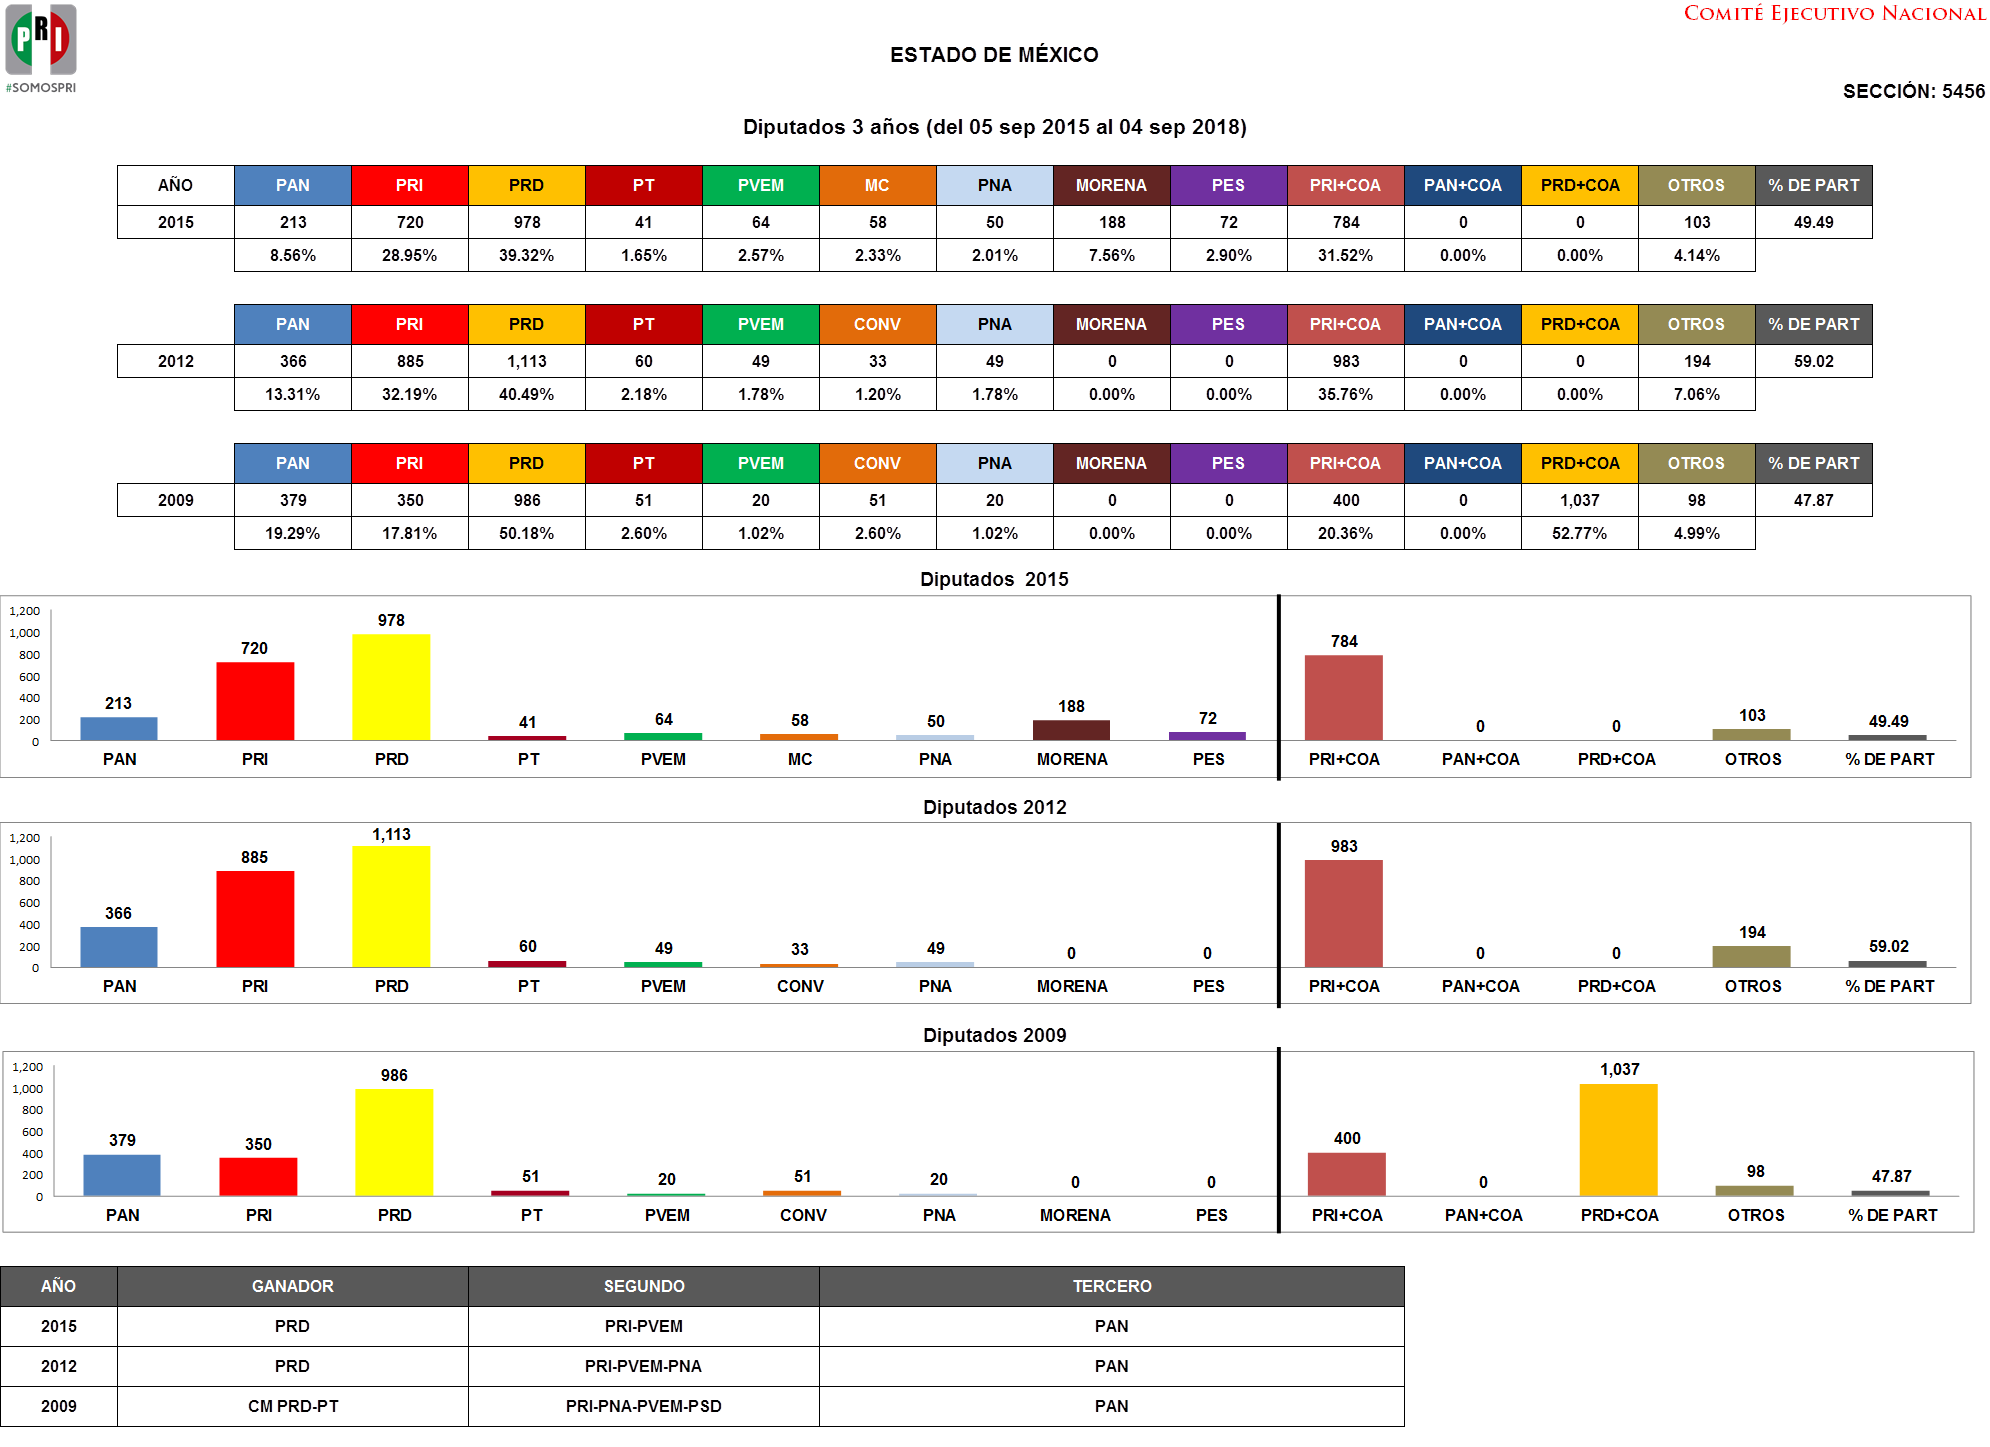 PRI
#SOMOSPRI
COMITÉ EJECUTIVO NACIONAL
ESTADO DE MÉXICO
SECCIÓN: 5456
Diputados 3 años (del 05 sep 2015 al 04 sep 2018)
AÑO PAN PRI PRD PT PVEM MC PNA MORENA PES PRI+COA PAN+COA PRD+COA OTROS % DE PART
2015 213 720 978 41 64 58 50 188 72 784 0 0 103 49.49
8.56% 28.95% 39.32% 1.65% 2.57% 2.33% 2.01% 7.56% 2.90% 31.52% 0.00% 0.00% 4.14%
PAN PRI PRD PT PVEM CONV PNA MORENA PES PRI+COA PAN+COA PRD+COA OTROS % DE PART
2012 366 885 1,113 60 49 33 49 0 0 983 0 0 194 59.02
13.31% 32.19% 40.49% 2.18% 1.78% 1.20% 1.78% 0.00% 0.00% 35.76% 0.00% 0.00% 7.06%
PAN PRI PRD PT PVEM CONV PNA MORENA PES PRI+COA PAN+COA PRD+COA OTROS % DE PART
2009 379 350 986 51 20 51 20 0 0 400 0 1,037 98 47.87
19.29% 17.81% 50.18% 2.60% 1.02% 2.60% 1.02% 0.00% 0.00% 20.36% 0.00% 52.77% 4.99%
Diputados 2015
1,200
1,000
800
600
400
200
0
213 720 978 41 64 58 50 188 72 784 0 0 103 49.49
PAN PRI PRD PT PVEM MC PNA MORENA PES PRI+COA PAN+COA PRD+COA OTROS % DE PART
Diputados 2012
1,200
1,000
800
600
400
200
0
366 885 1,113 60 49 33 49 0 0 983 0 0 194 59.02
PAN PRI PRD PT PVEM CONV PNA MORENA PES PRI+COA PAN+COA PRD+COA OTROS % DE PART
Diputados 2009
1,200
1,000
800
600
400
200
0
379 350 986 51 20 51 20 0 0 400 0 1,037 98 47.87
PAN PRI PRD PT PVEM CONV PNA MORENA PES PRI+COA PAN+COA PRD+COA OTROS % DE PART
AÑO GANADOR SEGUNDO TERCERO
2015 PRD PRI-PVEM PAN
2012 PRD PRI-PVEM-PNA PAN
2009 CM PRD-PT PRI-PNA-PVEM-PSD PAN